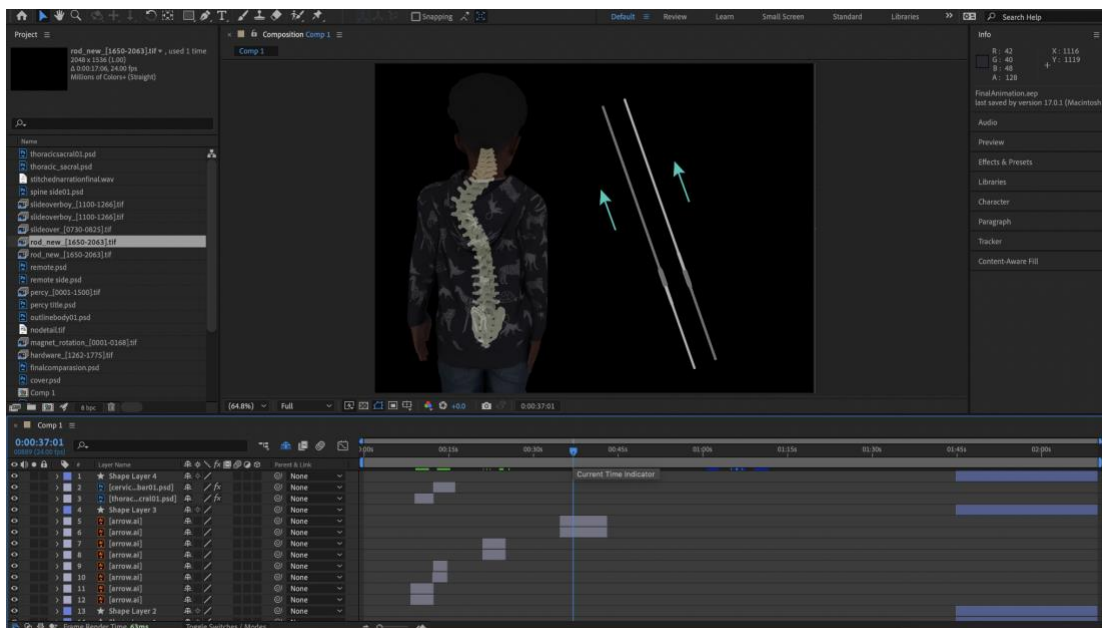 Snapping
Default
Review
Learn
Small Screen
Standard
Libraries
Search Help
Project
rod_new_[1650-2063].tif , used 1 time
2048 x 1536 (1.00)
Δ 0:00:17:06, 24.00 fps
Millions of Colors+ (Straight)
Name
thoracicsacral01.psd
thoracic_sacral.psd
stitchednarrationfinal.wav
spine side01.psd
slideoverboy_[1100-1266].tif
slideoverboy_[1100-1266].tif
slideover_[0730-0825].tif
rod_new_[1650-2063].tif
rod_new_[1650-2063].tif
remote.psd
remote side.psd
percy_[0001-1500].tif
percy title.psd
outlinebody01.psd
nodetail.tif
magnet_rotation_[0001-0168].tif
hardware_[1262-1775].tif
finalcomparasion.psd
cover.psd
Comp 1
8 bpc
Composition Comp 1
Comp 1
(64.8%)
Full
+0.0
0:00:37:01
Info
R: 42
G: 40
B: 48
A: 128
X: 1116
Y: 1119
FinalAnimation.aep
last saved by version 17.0.1 (Macintosh
Audio
Preview
Effects & Presets
Libraries
Character
Paragraph
Tracker
Content-Aware Fill
Comp 1
0:00:37:01
00889 (24.00 fps)
# Layer Name
Parent & Link
00:15s
00:30s
00:45s
01:00s
01:15s
01:30s
01:45s
02:00s
Current Time Indicator
1 Shape Layer 4 None
2 [cervic...bar01.psd] fx None
3 [thorac...cral01.psd] fx None
4 Shape Layer 3 None
5 [arrow.ai] None
6 [arrow.ai] None
7 [arrow.ai] None
8 [arrow.ai] None
9 [arrow.ai] None
10 [arrow.ai] None
11 [arrow.ai] None
12 [arrow.ai] None
13 Shape Layer 2 None
Frame Render Time 63ms
Toggle Switches / Modes